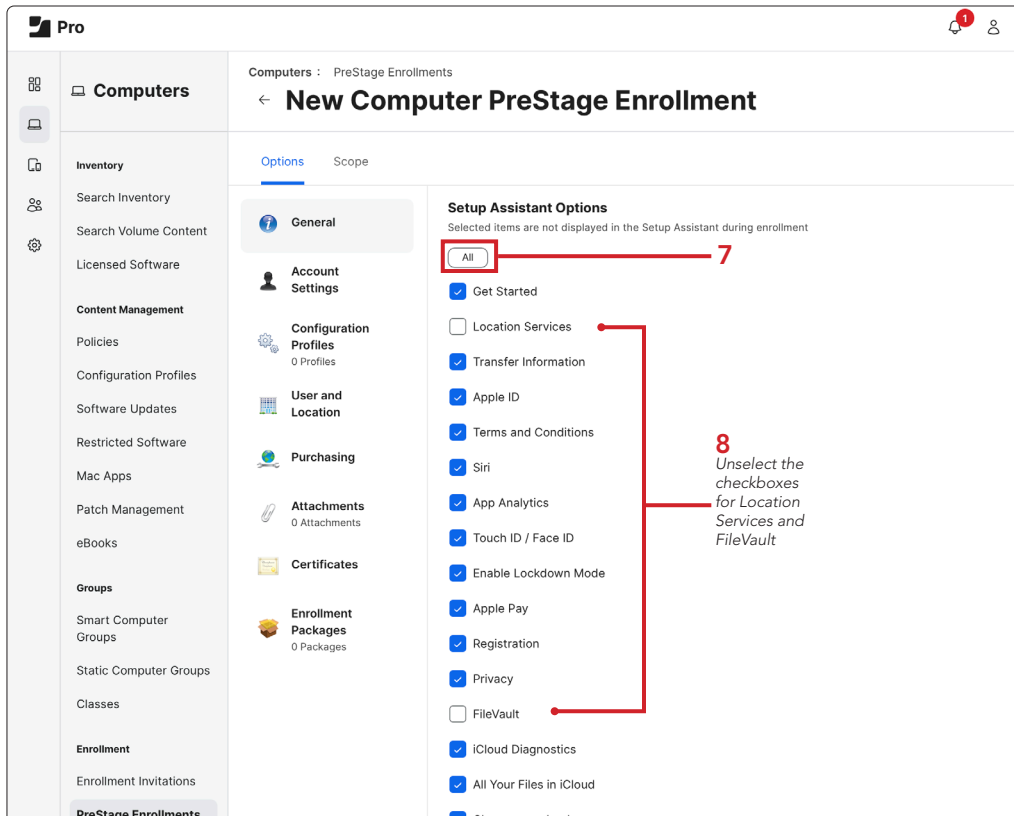 Pro
1
Computers
Computers : PreStage Enrollments
← New Computer PreStage Enrollment
Options Scope
Inventory
Search Inventory
Search Volume Content
Licensed Software
Content Management
Policies
Configuration Profiles
Software Updates
Restricted Software
Mac Apps
Patch Management
eBooks
Groups
Smart Computer
Groups
Static Computer Groups
Classes
Enrollment
Enrollment Invitations
PreStage Enrollments
General
Account
Settings
Configuration
Profiles
0 Profiles
User and
Location
Purchasing
Attachments
0 Attachments
Certificates
Enrollment
Packages
0 Packages
Setup Assistant Options
Selected items are not displayed in the Setup Assistant during enrollment
All
7
Get Started
Location Services
Transfer Information
Apple ID
Terms and Conditions
Siri
App Analytics
Touch ID / Face ID
Enable Lockdown Mode
Apple Pay
Registration
Privacy
FileVault
iCloud Diagnostics
All Your Files in iCloud
8
Unselect the
checkboxes
for Location
Services and
FileVault